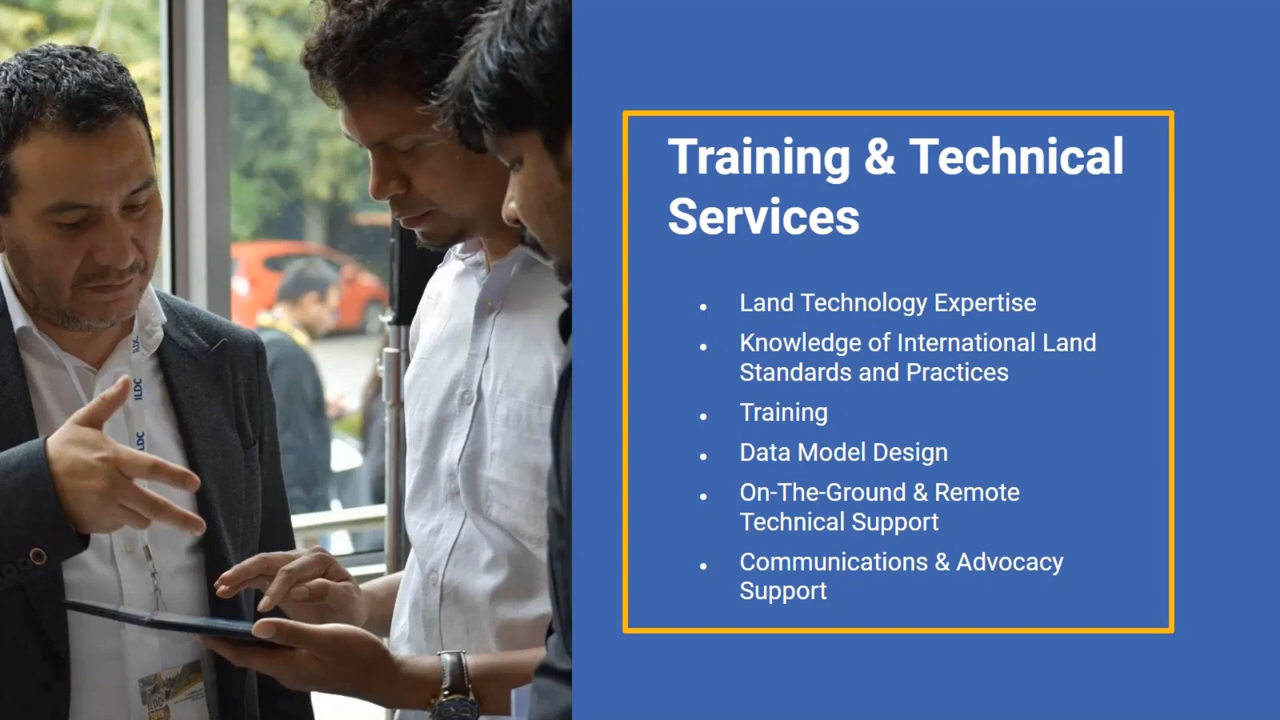 Training & Technical
Services
Land Technology Expertise
Knowledge of International Land
Standards and Practices
Training
Data Model Design
On-The-Ground & Remote
Technical Support
Communications & Advocacy
Support
ILDC
ILDC